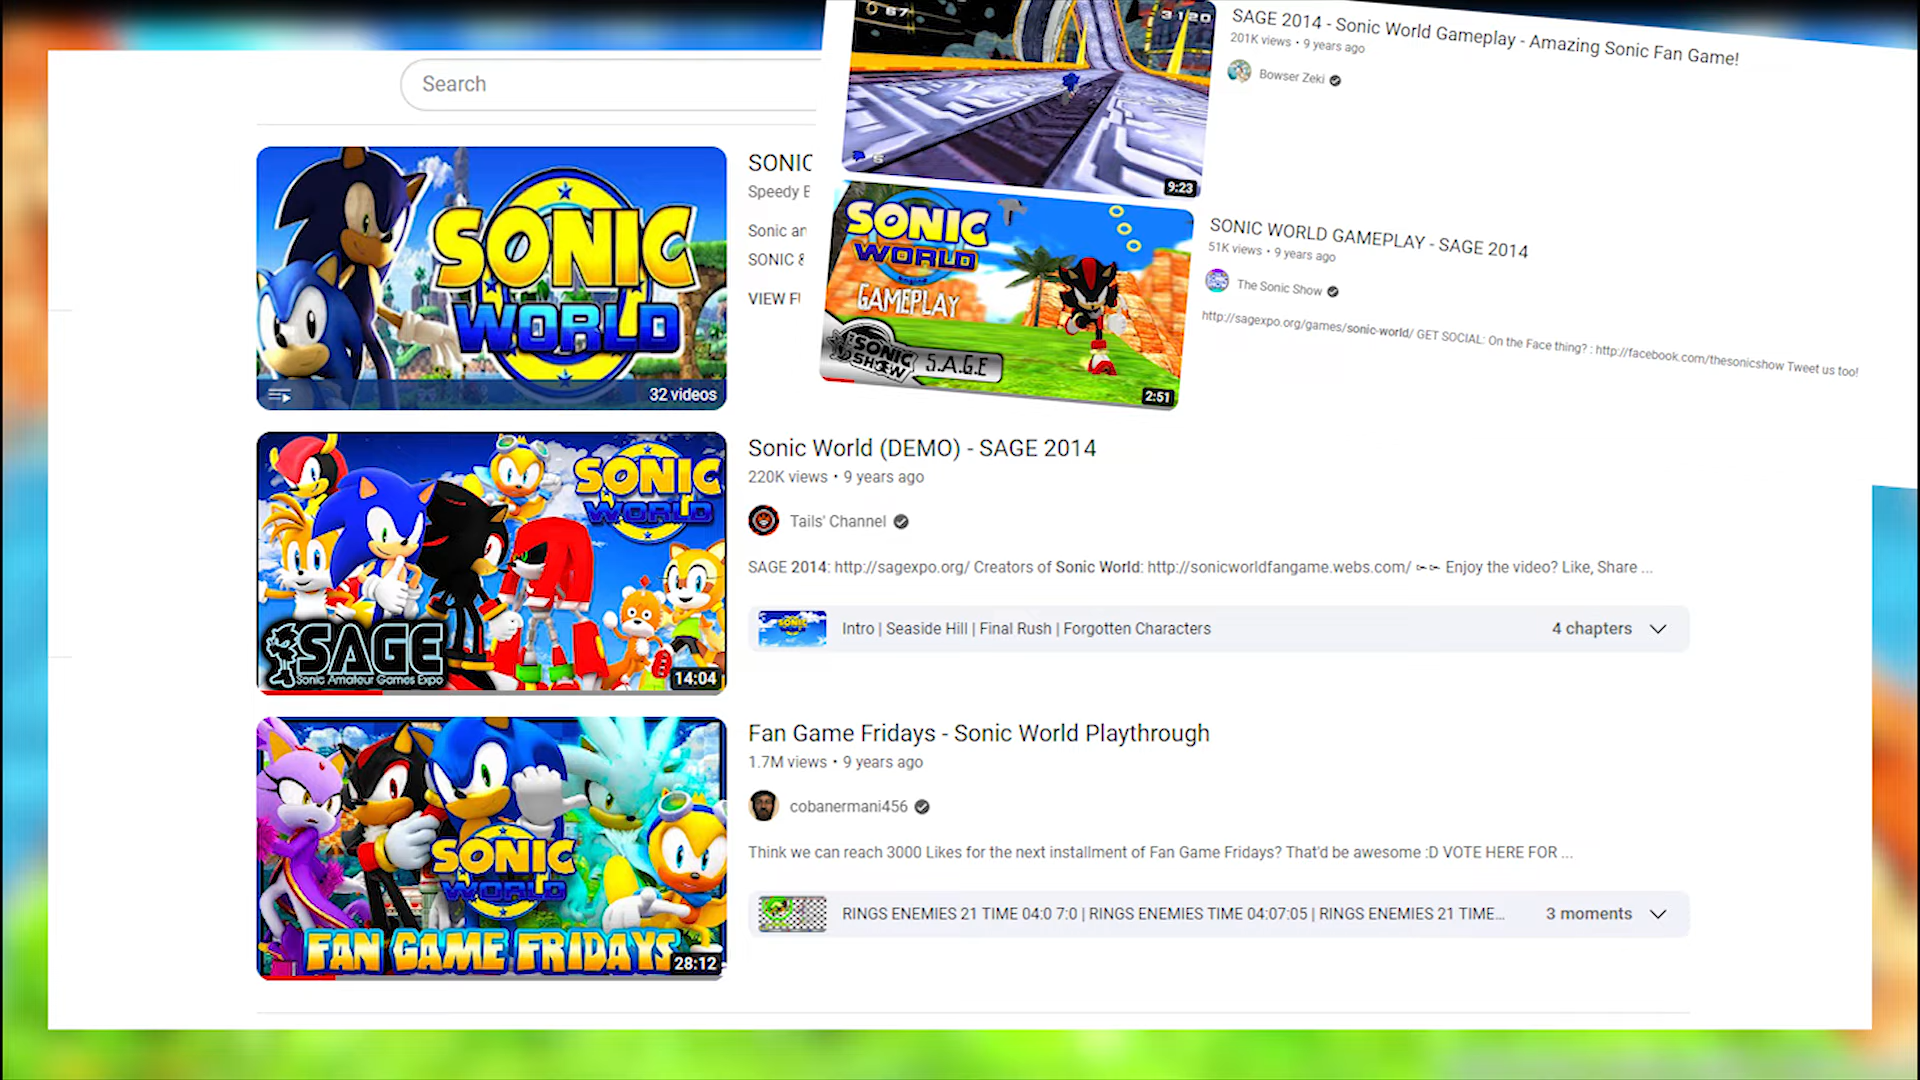 Search
SONIC
WORLD
32 videos
SONIC
Speedy
Sonic an
SONIC &
VIEW FU
67
3:1
20
6
9:23
SAGE 2014 - Sonic World Gameplay - Amazing Sonic Fan Game!
201K views • 9 years ago
Bowser Zeki
SONIC
WORLD
GAMEPLAY
SONIC
SHOW
S.A.G.E
2:51
SONIC WORLD GAMEPLAY - SAGE 2014
51K views • 9 years ago
The Sonic Show
http://sagexpo.org/games/sonic-world/ GET SOCIAL: On the Face thing? : http://facebook.com/thesonicshow Tweet us too!
SONIC
WORLD
SAGE
Sonic Amateur Games Expo
14:04
Sonic World (DEMO) - SAGE 2014
220K views • 9 years ago
Tails' Channel
SAGE 2014: http://sagexpo.org/ Creators of Sonic World: http://sonicworldfangame.webs.com/ ➳➳ Enjoy the video? Like, Share ...
SONIC
Intro | Seaside Hill | Final Rush | Forgotten Characters
4 chapters
SONIC
WORLD
FAN GAME FRIDAYS
28:12
Fan Game Fridays - Sonic World Playthrough
1.7M views • 9 years ago
cobanermani456
Think we can reach 3000 Likes for the next installment of Fan Game Fridays? That'd be awesome :D VOTE HERE FOR ...
RINGS ENEMIES 21 TIME 04:0 7:0 | RINGS ENEMIES TIME 04:07:05 | RINGS ENEMIES 21 TIME...
3 moments